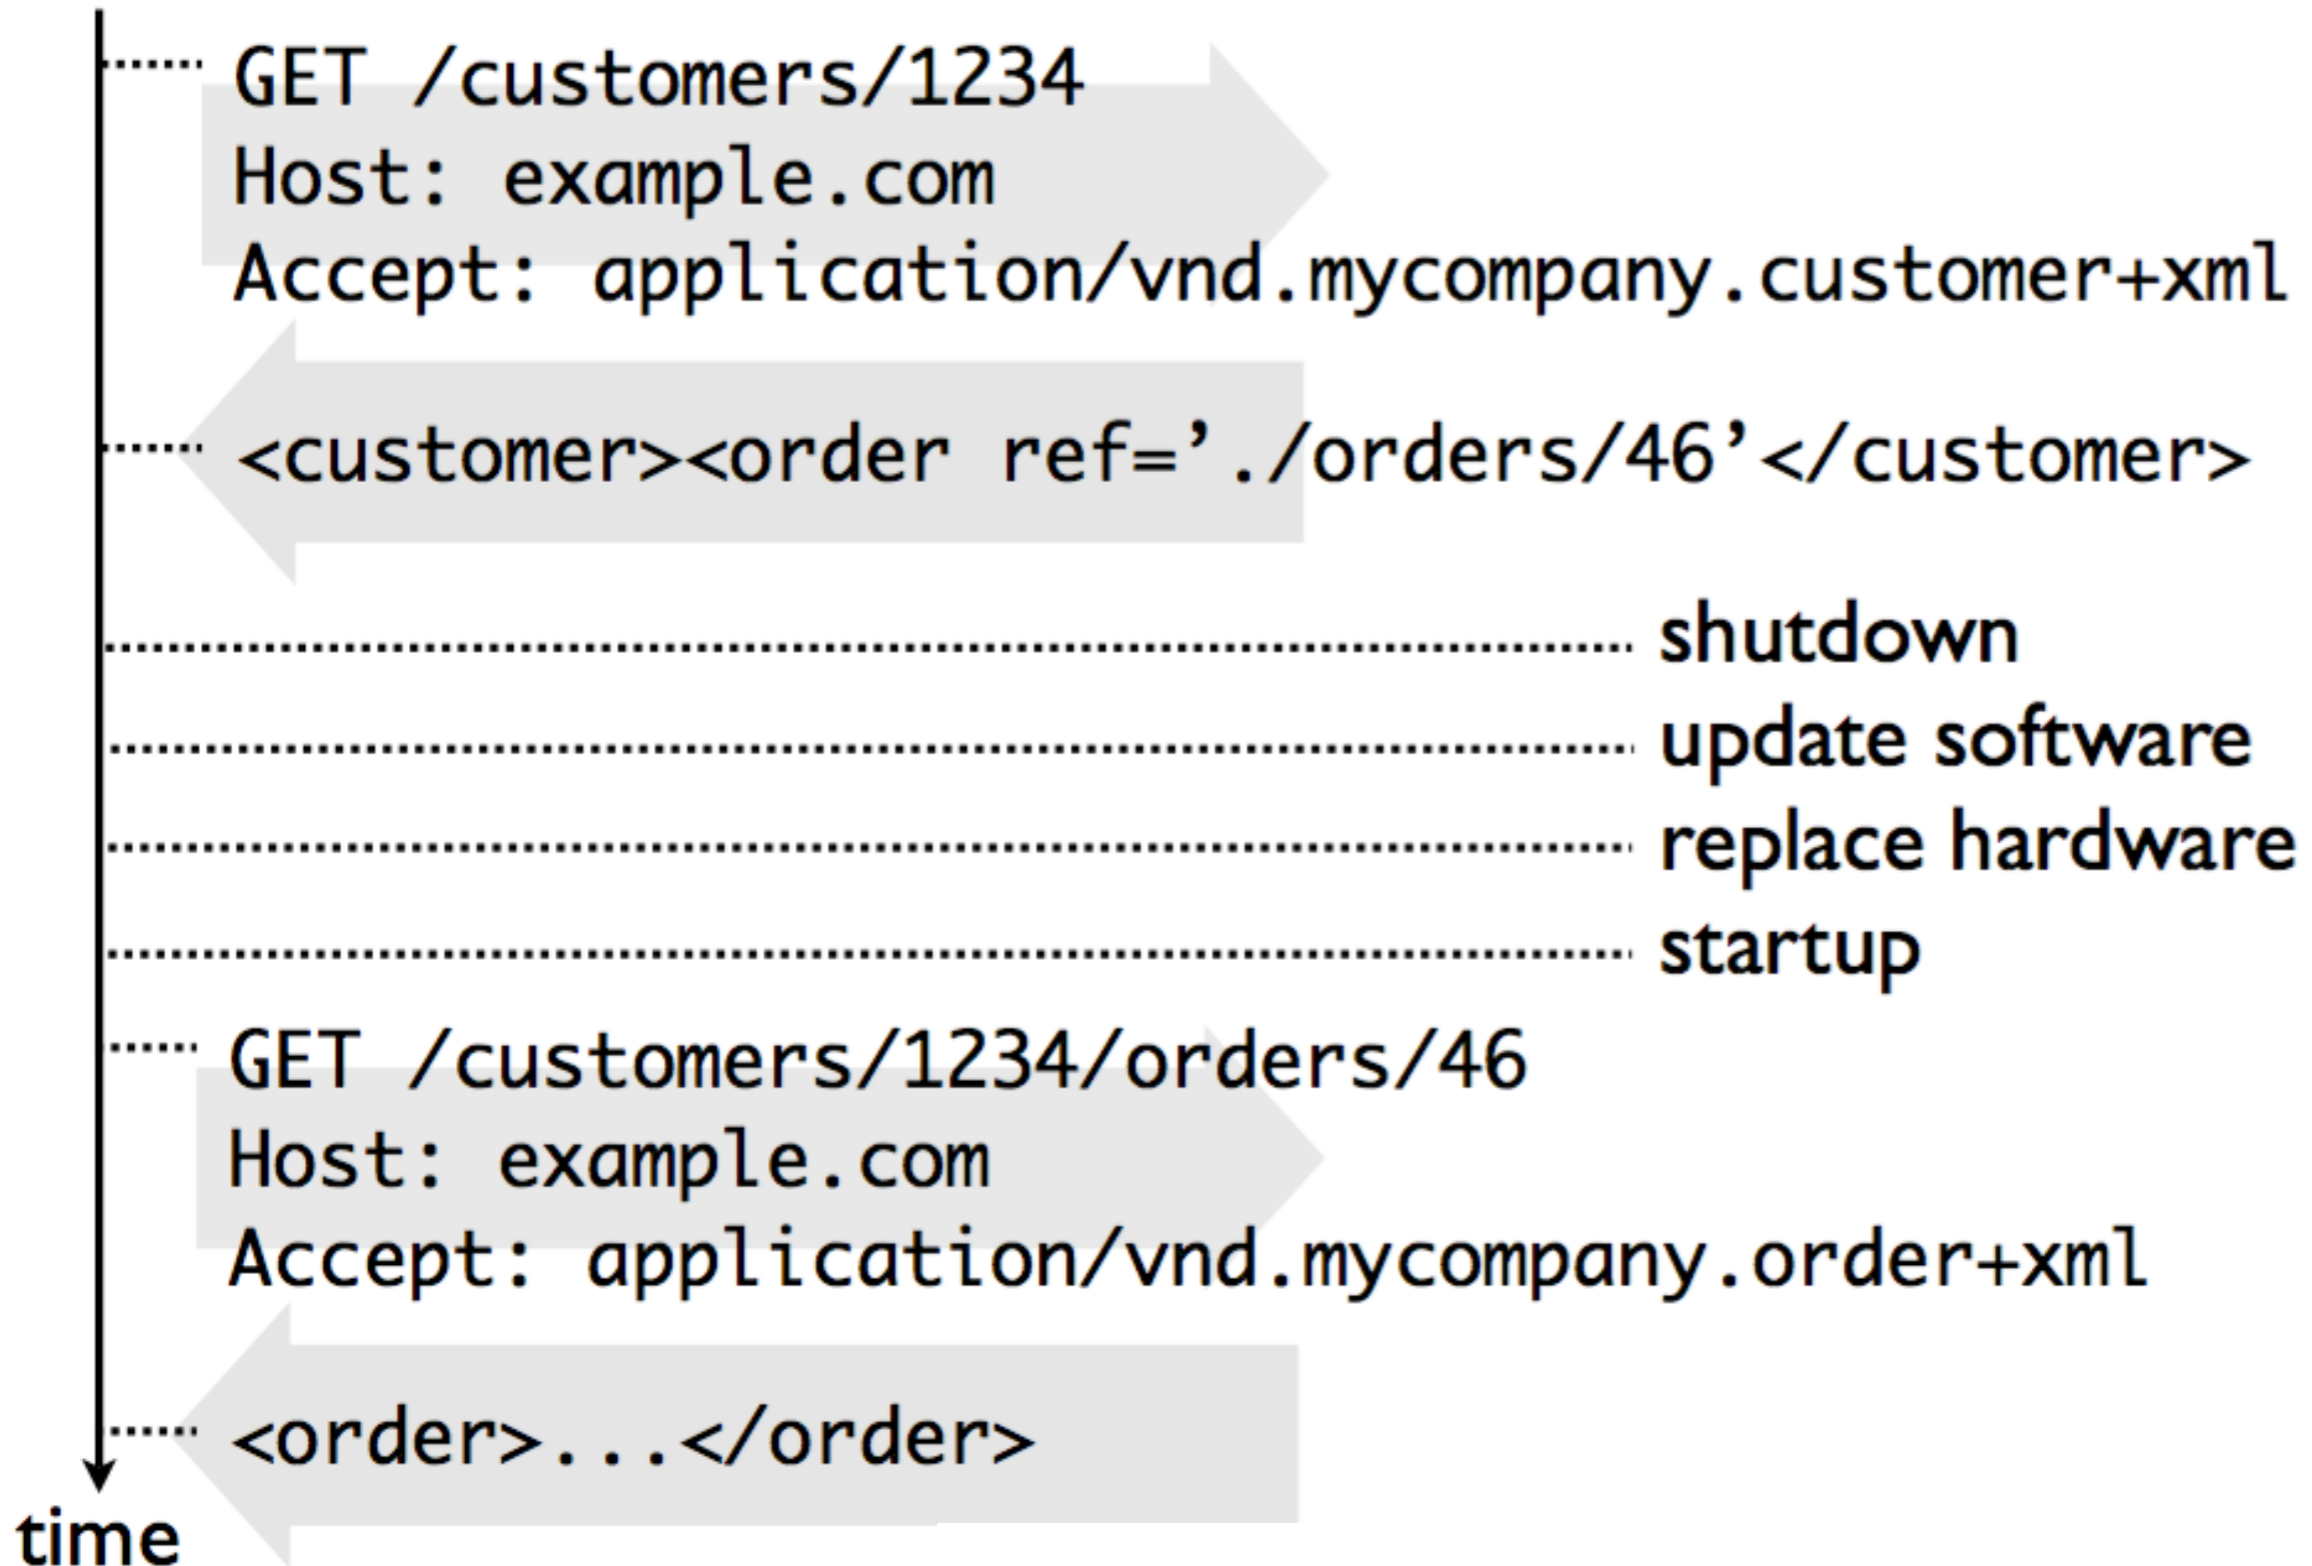 GET /customers/1234
Host: example.com
Accept: application/vnd.mycompany.customer+xml
<customer><order ref=’./orders/46’</customer>
shutdown
update software
replace hardware
startup
GET /customers/1234/orders/46
Host: example.com
Accept: application/vnd.mycompany.order+xml
<order>...</order>
time